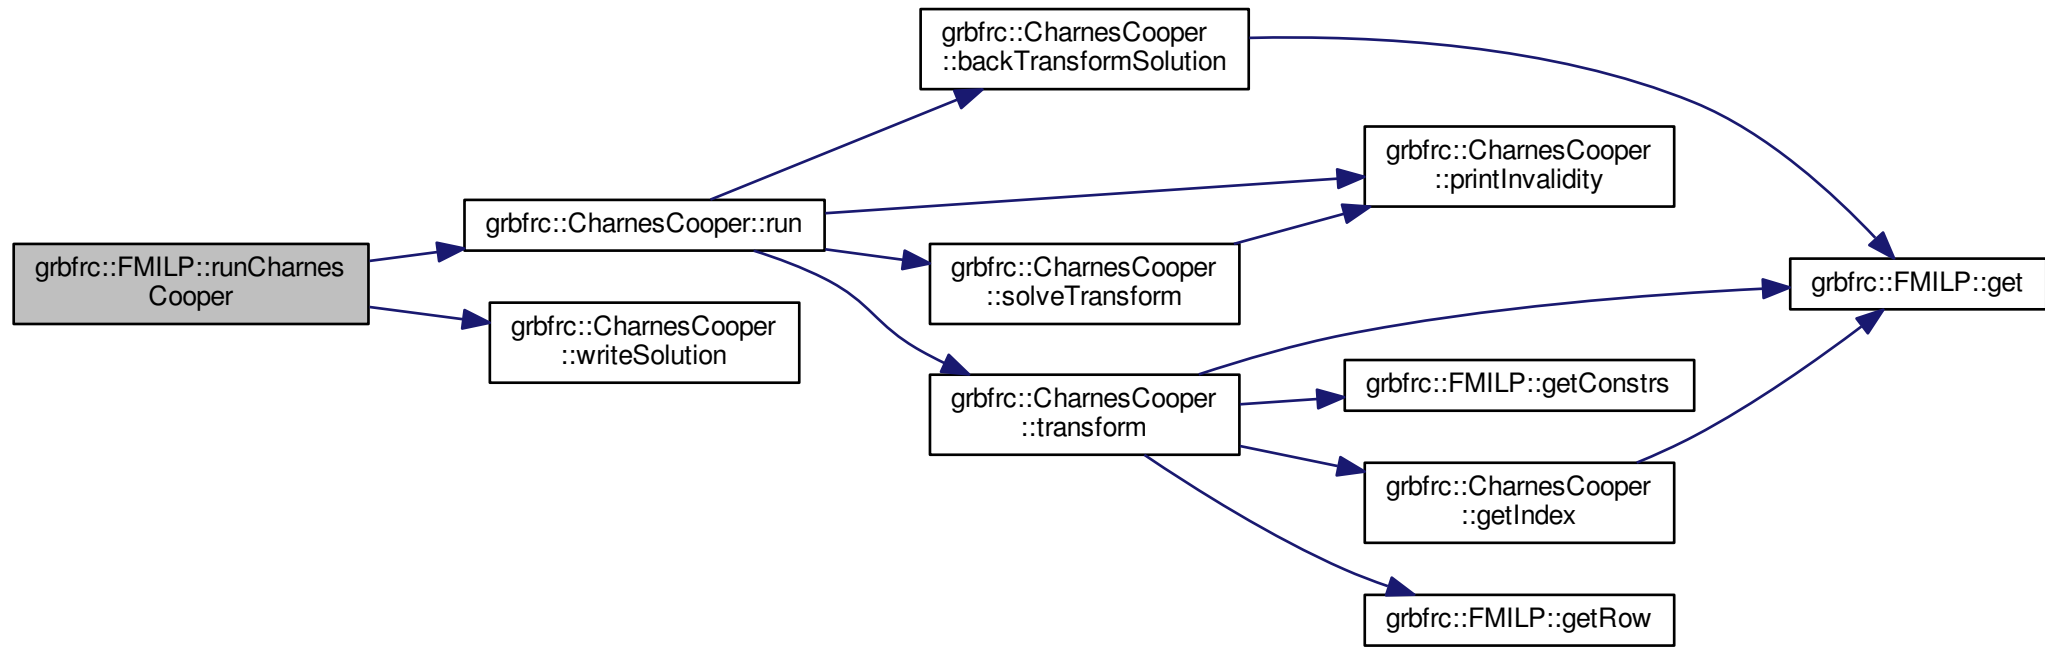 grbfrc::FMILP::runCharnes
Cooper
grbfrc::CharnesCooper::run
grbfrc::CharnesCooper
::writeSolution
grbfrc::CharnesCooper
::backTransformSolution
grbfrc::CharnesCooper
::solveTransform
grbfrc::CharnesCooper
::transform
grbfrc::CharnesCooper
::printInvalidity
grbfrc::FMILP::getConstrs
grbfrc::CharnesCooper
::getIndex
grbfrc::FMILP::getRow
grbfrc::FMILP::get